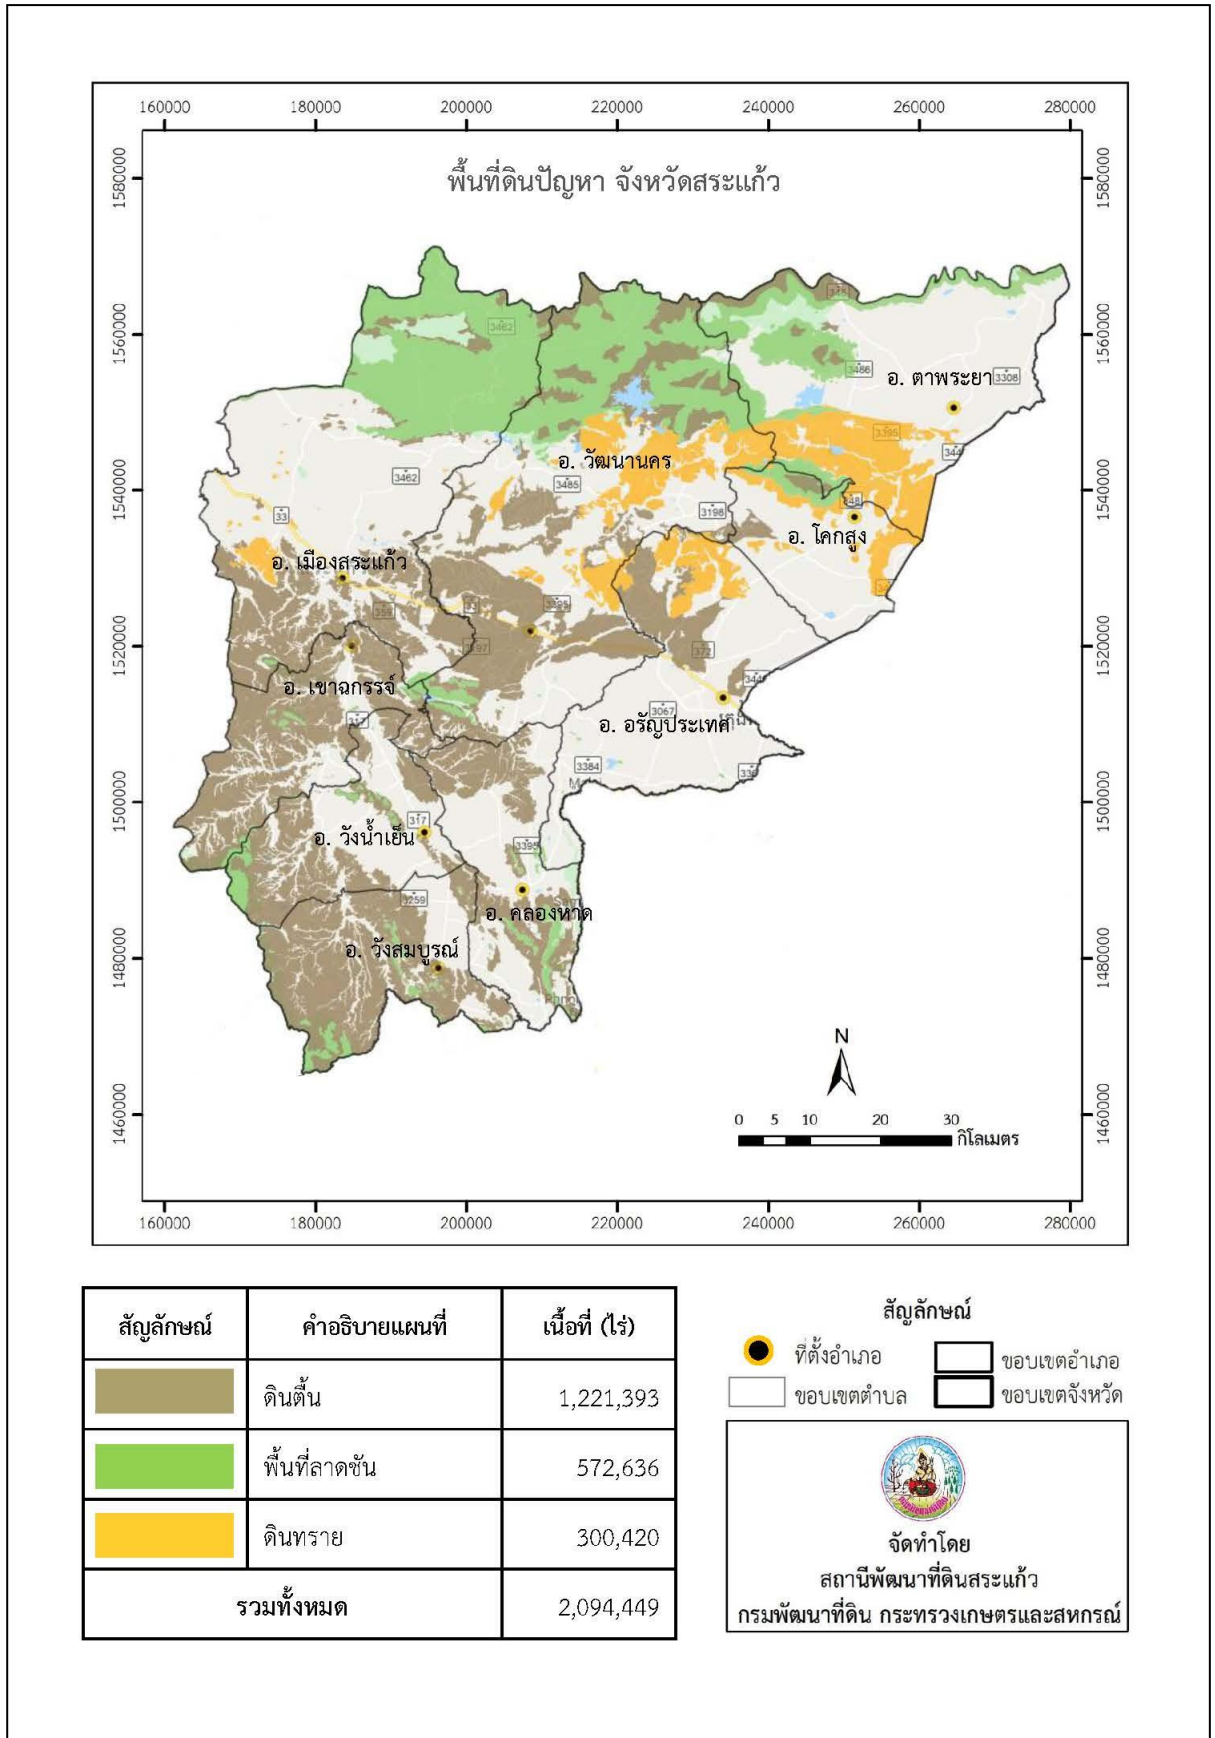 160000 180000 200000 220000 240000 260000 280000
พื้นที่ดินปัญหา จังหวัดสระแก้ว
1580000 1580000
1560000 1560000
1540000 1540000
1520000 1520000
1500000 1500000
1480000 1480000
1460000 1460000
3462
3486
อ. ตาพระยา 3308
3395
อ. วัฒนานคร
3462
3485
3198
33
348
อ. โคกสูง
อ. เมืองสระแก้ว
359
33
3395
3397
372
อ. เขาฉกรรจ์
317
3067
อ. อรัญประเทศ
3384
อ. วังน้ำเย็น
317
3395
3259
อ. คลองหาด
อ. วังสมบูรณ์
N
0 5 10 20 30
กิโลเมตร
160000 180000 200000 220000 240000 260000 280000
สัญลักษณ์ คำอธิบายแผนที่ เนื้อที่ (ไร่)
ดินตื้น 1,221,393
พื้นที่ลาดชัน 572,636
ดินทราย 300,420
รวมทั้งหมด 2,094,449
สัญลักษณ์
ที่ตั้งอำเภอ ขอบเขตอำเภอ
ขอบเขตตำบล ขอบเขตจังหวัด
จัดทำโดย
สถานีพัฒนาที่ดินสระแก้ว
กรมพัฒนาที่ดิน กระทรวงเกษตรและสหกรณ์